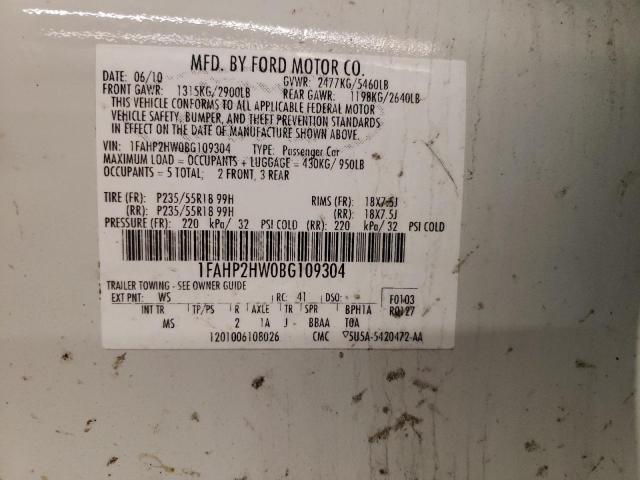 MFD. BY FORD MOTOR CO.
DATE: 06/10 GVWR: 2477KG/5460LB
FRONT GAWR: 1315KG/2900LB REAR GAWR: 1198KG/2640LB
THIS VEHICLE CONFORMS TO ALL APPLICABLE FEDERAL MOTOR
VEHICLE SAFETY, BUMPER, AND THEFT PREVENTION STANDARDS
IN EFFECT ON THE DATE OF MANUFACTURE SHOWN ABOVE.
VIN: 1FAHP2HW0BG109304 TYPE: Passenger Car
MAXIMUM LOAD = OCCUPANTS + LUGGAGE = 430KG/950LB
OCCUPANTS = 5 TOTAL; 2 FRONT, 3 REAR
TIRE (FR): P235/55R18 99H RIMS (FR): 18X7.5J
(RR): P235/55R18 99H (RR): 18X7.5J
PRESSURE (FR): 220 kPa/ 32 PSI COLD (RR): 220 kPa/ 32 PSI COLD
1FAHP2HW0BG109304
TRAILER TOWING - SEE OWNER GUIDE
EXT PNT: WS RC: 41 DSO: F0103
INT TR TP/PS R AXLE TR SPR BPH1A R0127
MS 2 1A J BBAA T0A
1201006108026 CMC ▽5U5A-5420472-AA